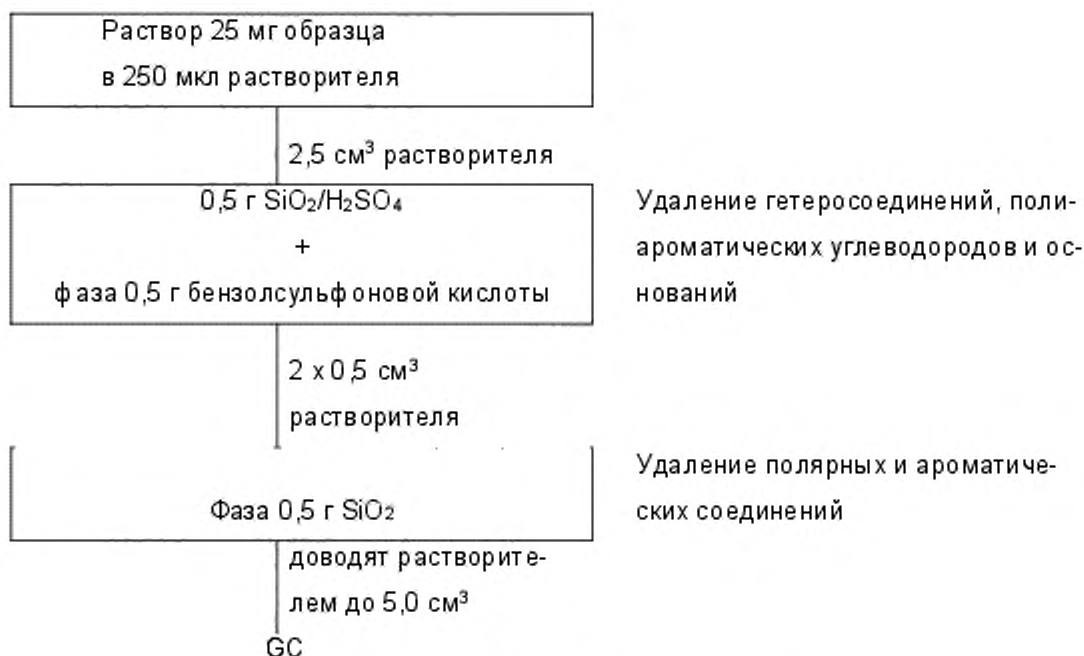 Раствор 25 мг образца
в 250 мкл растворителя
2,5 см³ растворителя
0,5 г SiO₂/H₂SO₄
+
фаза 0,5 г бензолсульфоновой кислоты
Удаление гетеросоединений, поли-
ароматических углеводородов и ос-
нований
2 x 0,5 см³
растворителя
Фаза 0,5 г SiO₂
Удаление полярных и ароматиче-
ских соединений
доводят растворите-
лем до 5,0 см³
GC